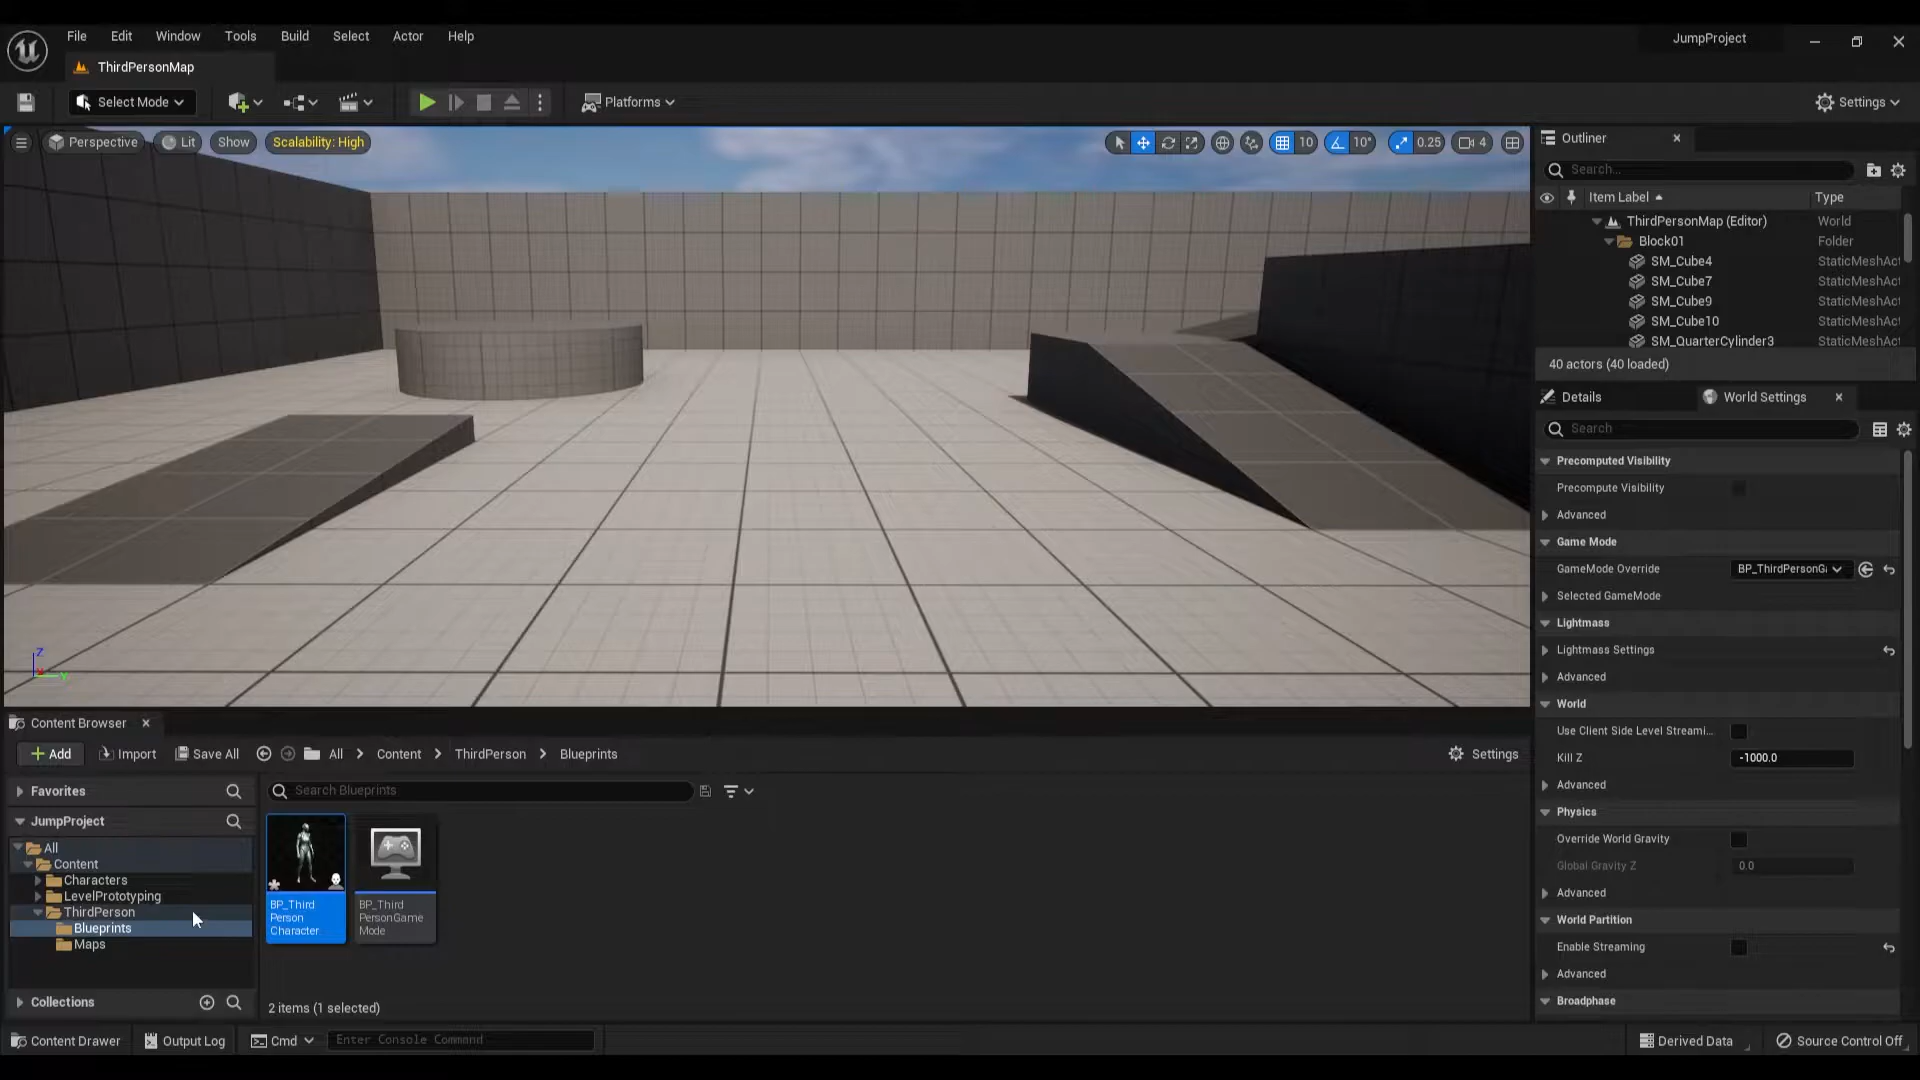 File Edit Window Tools Build Select Actor Help
JumpProject
ThirdPersonMap
Select Mode
Platforms
Settings
Perspective Lit Show Scalability: High
10 10° 0.25 4
Outliner
Search...
Item Label Type
ThirdPersonMap (Editor) World
Block01 Folder
SM_Cube4 StaticMeshAct
SM_Cube7 StaticMeshAct
SM_Cube9 StaticMeshAct
SM_Cube10 StaticMeshAct
SM_QuarterCylinder3 StaticMeshAct
40 actors (40 loaded)
Details World Settings
Search
Precomputed Visibility
Precompute Visibility
Advanced
Game Mode
GameMode Override BP_ThirdPersonGa
Selected GameMode
Lightmass
Lightmass Settings
Advanced
World
Use Client Side Level Streami...
Kill Z -1000.0
Advanced
Physics
Override World Gravity
Global Gravity Z 0.0
Advanced
World Partition
Enable Streaming
Advanced
Broadphase
Z
Y
Content Browser
Add Import Save All All Content ThirdPerson Blueprints Settings
Favorites
Search Blueprints
JumpProject
All
Content
Characters
LevelPrototyping
ThirdPerson
Blueprints
Maps
Collections
BP_Third
Person
Character
BP_Third
PersonGame
Mode
2 items (1 selected)
Content Drawer Output Log Cmd Enter Console Command Derived Data Source Control Off